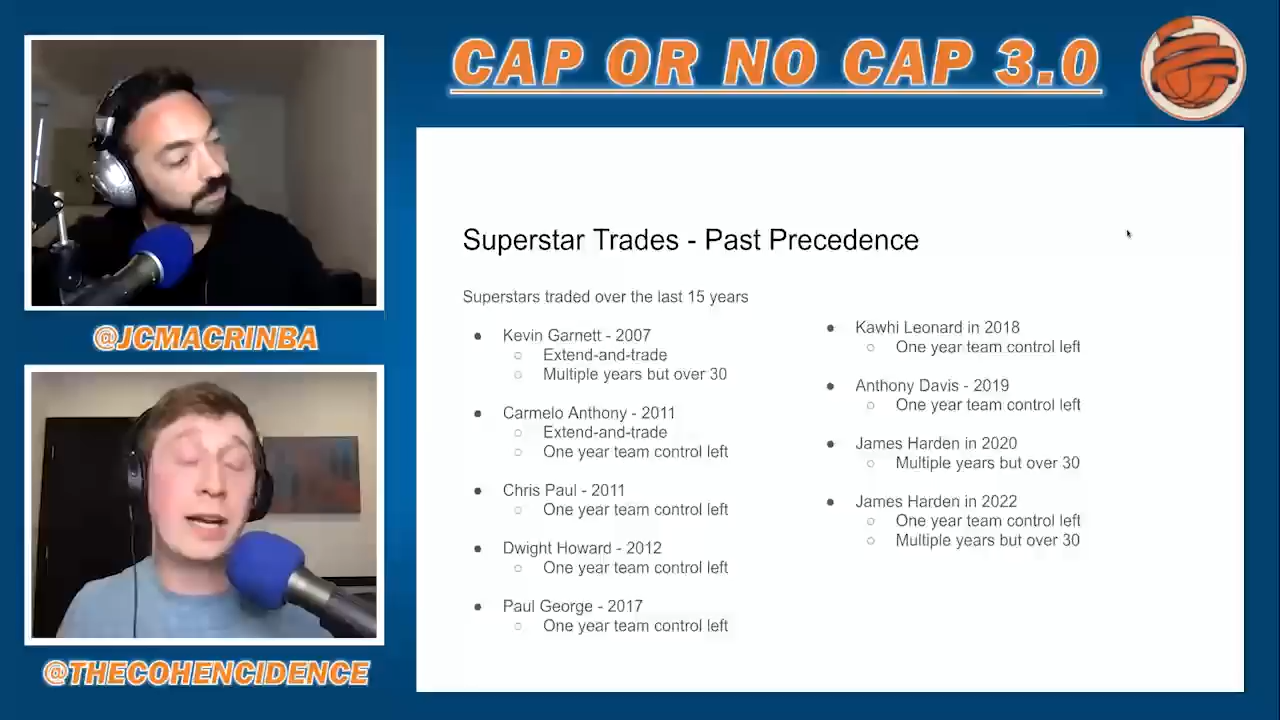 CAP OR NO CAP 3.0
@JCMACRINBA
@THECOHENCIDENCE
Superstar Trades - Past Precedence
Superstars traded over the last 15 years
Kevin Garnett - 2007
Extend-and-trade
Multiple years but over 30
Carmelo Anthony - 2011
Extend-and-trade
One year team control left
Chris Paul - 2011
One year team control left
Dwight Howard - 2012
One year team control left
Paul George - 2017
One year team control left
Kawhi Leonard in 2018
One year team control left
Anthony Davis - 2019
One year team control left
James Harden in 2020
Multiple years but over 30
James Harden in 2022
One year team control left
Multiple years but over 30